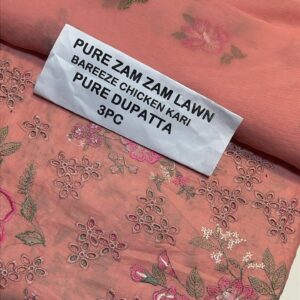 PURE ZAM ZAM LAWN
BAREEZE CHICKEN KARI
PURE DUPATTA
3PC